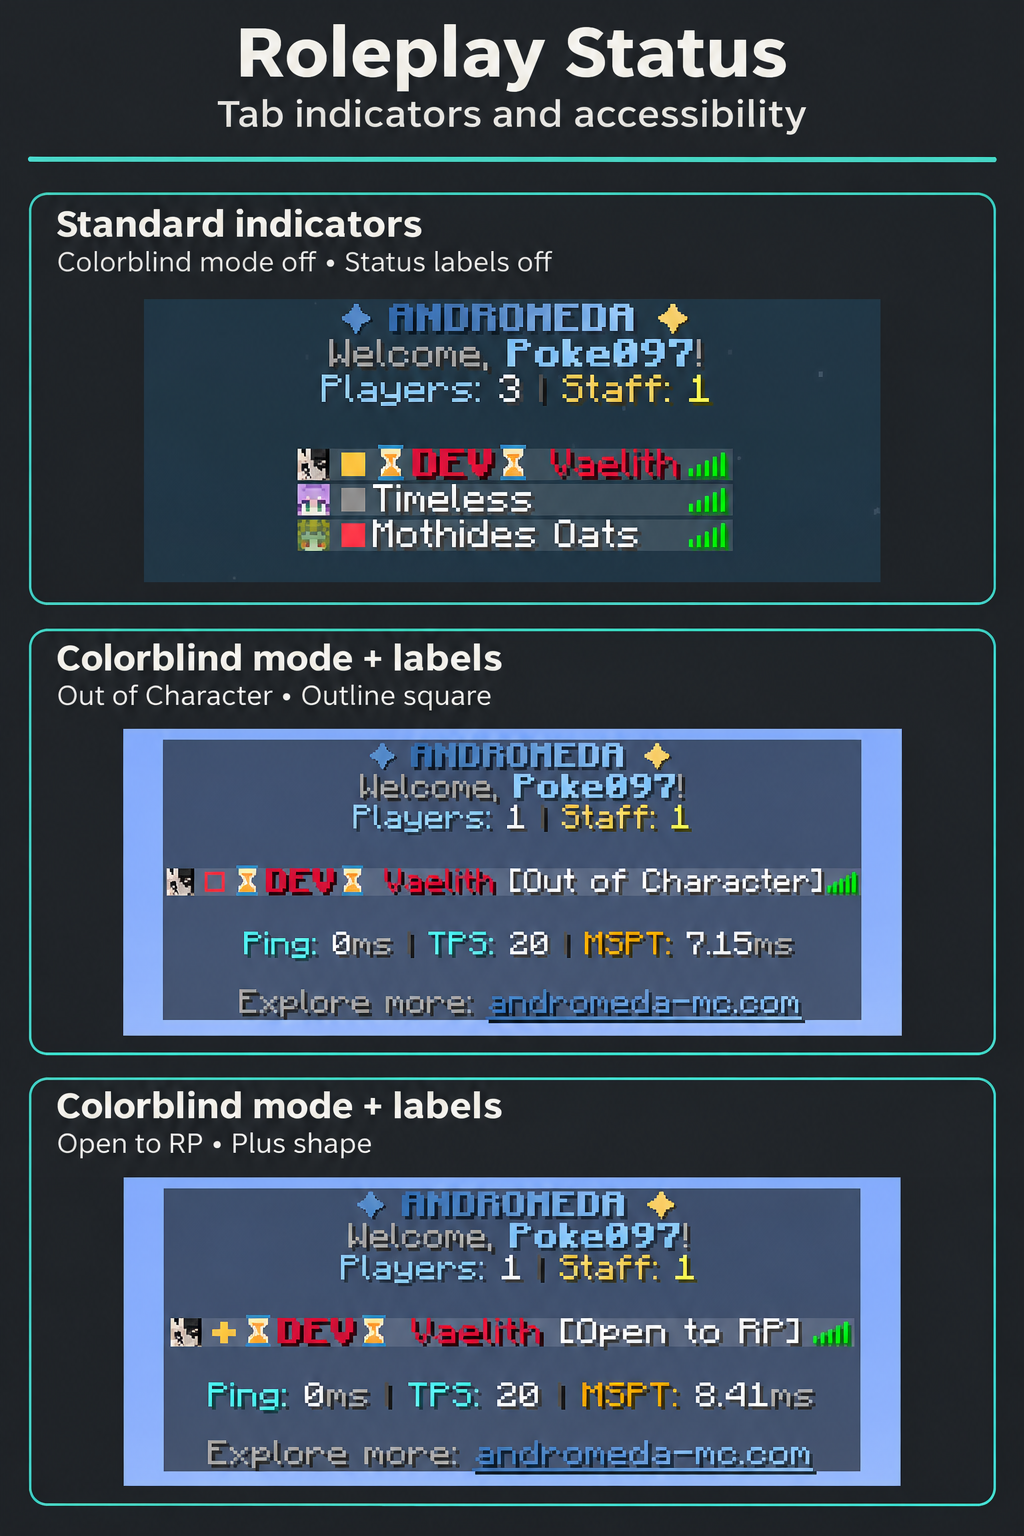 Roleplay Status
Tab indicators and accessibility
Standard indicators
Colorblind mode off • Status labels off
ANDROMEDA
Welcome, Poke097!
Players: 3 | Staff: 1
DEV Vaelith
Timeless
Mothides Oats
Colorblind mode + labels
Out of Character • Outline square
ANDROMEDA
Welcome, Poke097!
Players: 1 | Staff: 1
DEV Vaelith [Out of Character]
Ping: 0ms | TPS: 20 | MSPT: 7.15ms
Explore more: andromeda-mc.com
Colorblind mode + labels
Open to RP • Plus shape
ANDROMEDA
Welcome, Poke097!
Players: 1 | Staff: 1
DEV Vaelith [Open to RP]
Ping: 0ms | TPS: 20 | MSPT: 8.41ms
Explore more: andromeda-mc.com